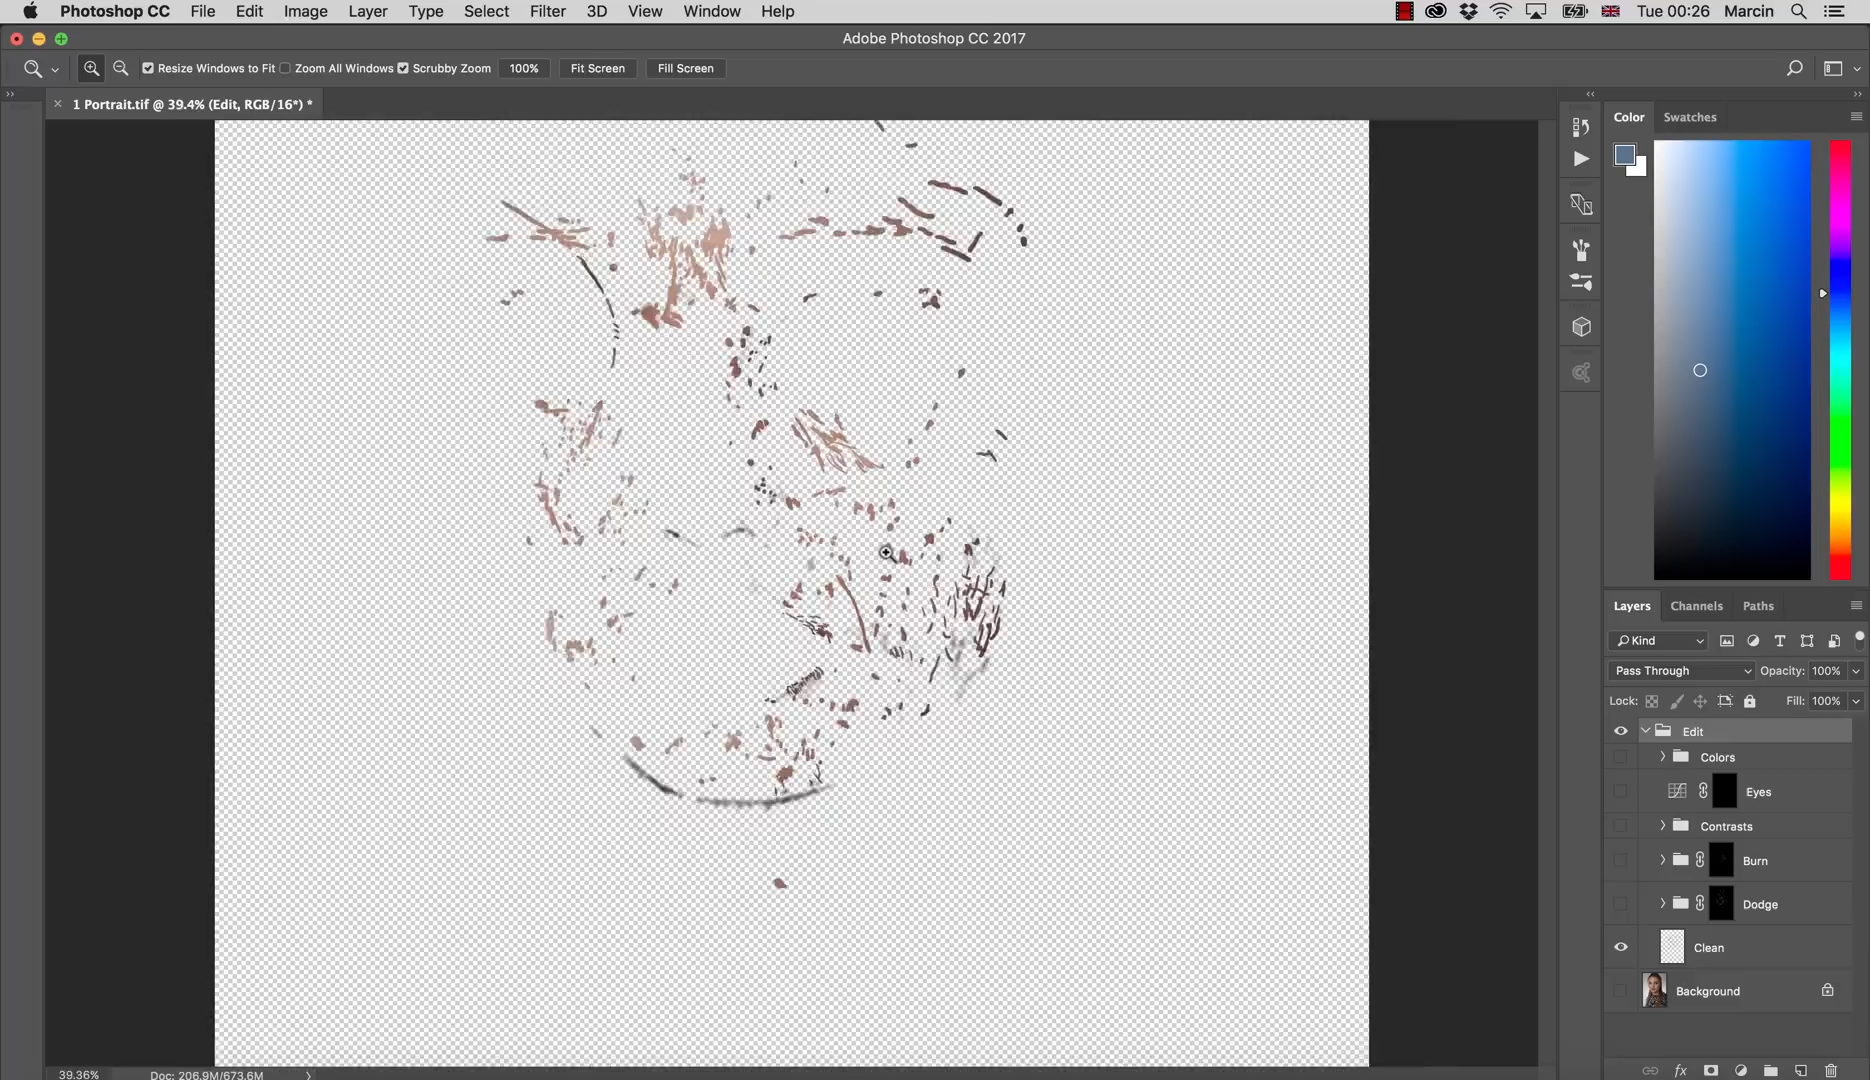 Photoshop CC File Edit Image Layer Type Select Filter 3D View Window Help Tue 00:26 Marcin
Adobe Photoshop CC 2017
Resize Windows to Fit Zoom All Windows Scrubby Zoom 100% Fit Screen Fill Screen
1 Portrait.tif @ 39.4% (Edit, RGB/16*) *
Color Swatches
Layers Channels Paths
Kind
Pass Through Opacity: 100%
Lock: Fill: 100%
Edit
Colors
Eyes
Contrasts
Burn
Dodge
Clean
Background
39.36% Doc: 206.9M/673.6M
fx